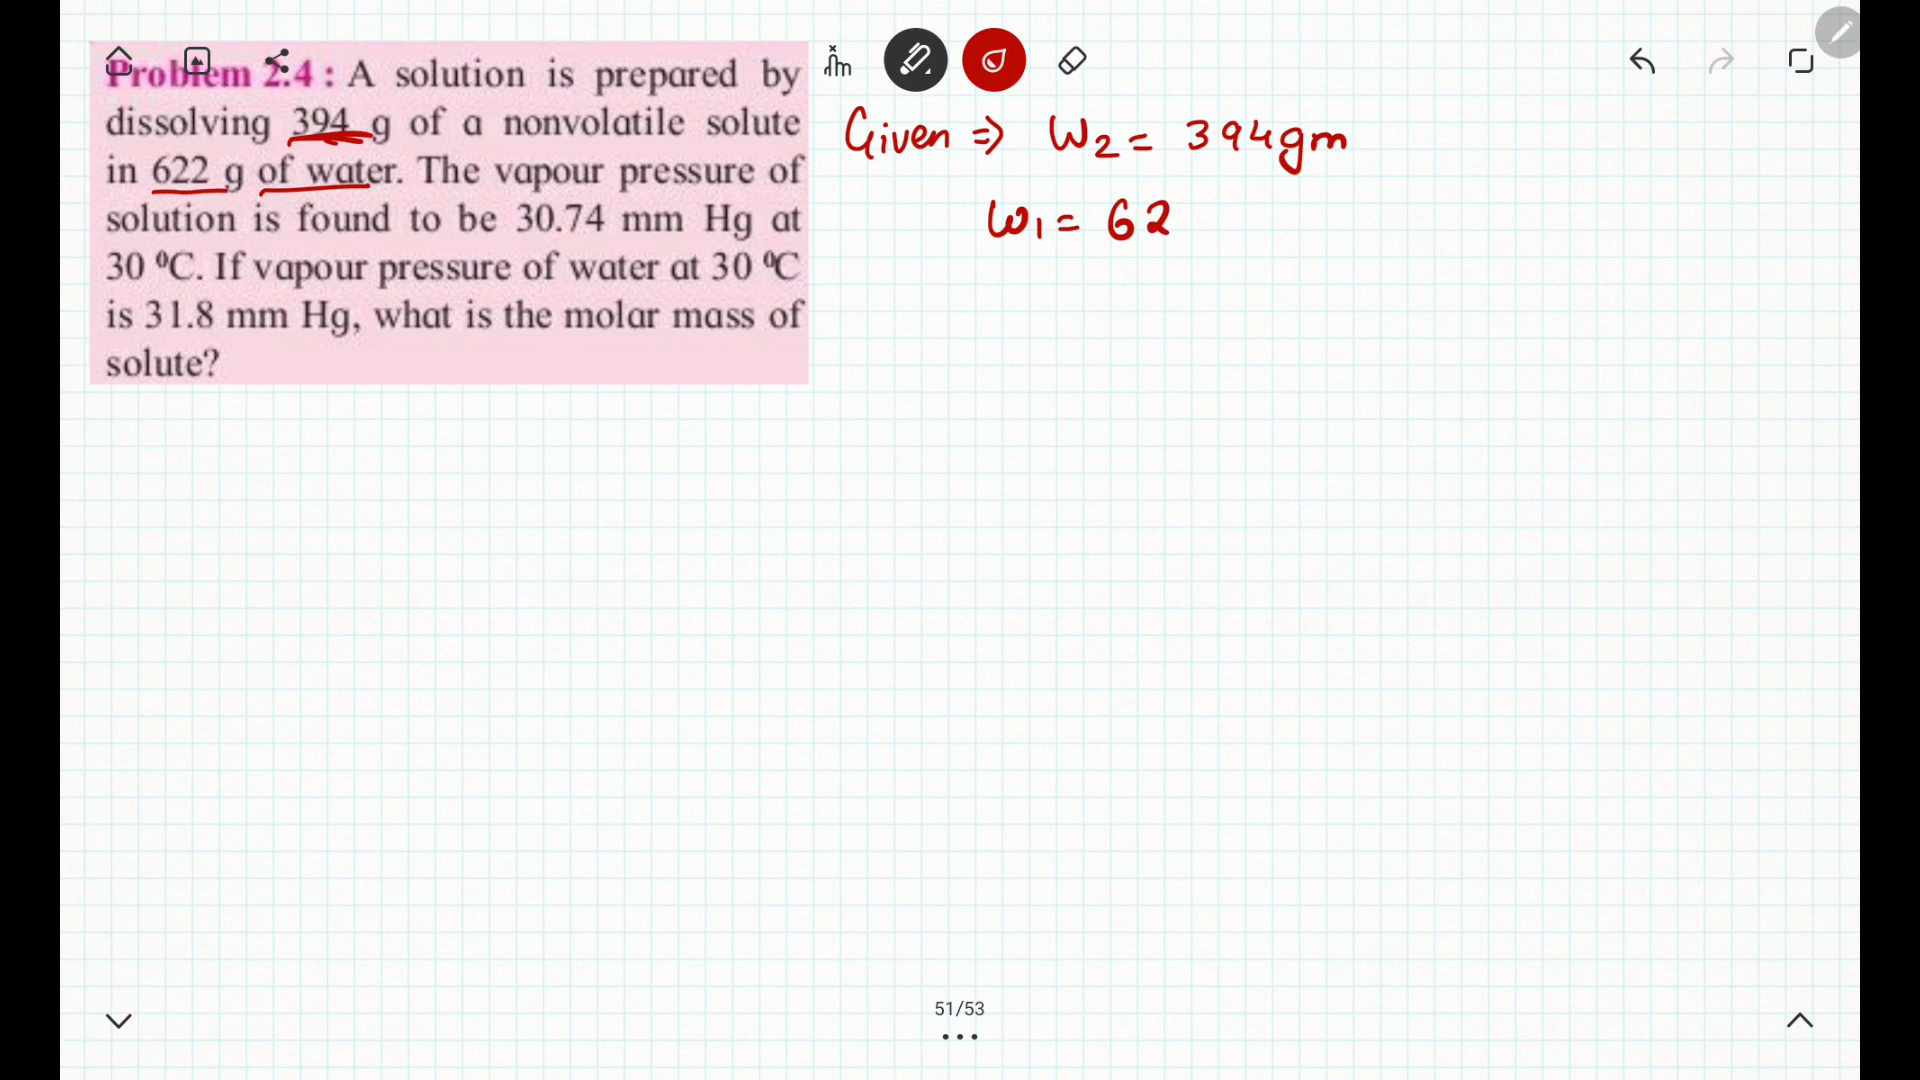 Problem 2.4 : A solution is prepared by
dissolving 394 g of a nonvolatile solute
in 622 g of water. The vapour pressure of
solution is found to be 30.74 mm Hg at
30 ⁰C. If vapour pressure of water at 30 ⁰C
is 31.8 mm Hg, what is the molar mass of
solute?
Given ⇒ W₂ = 394gm
W₁ = 62
51/53